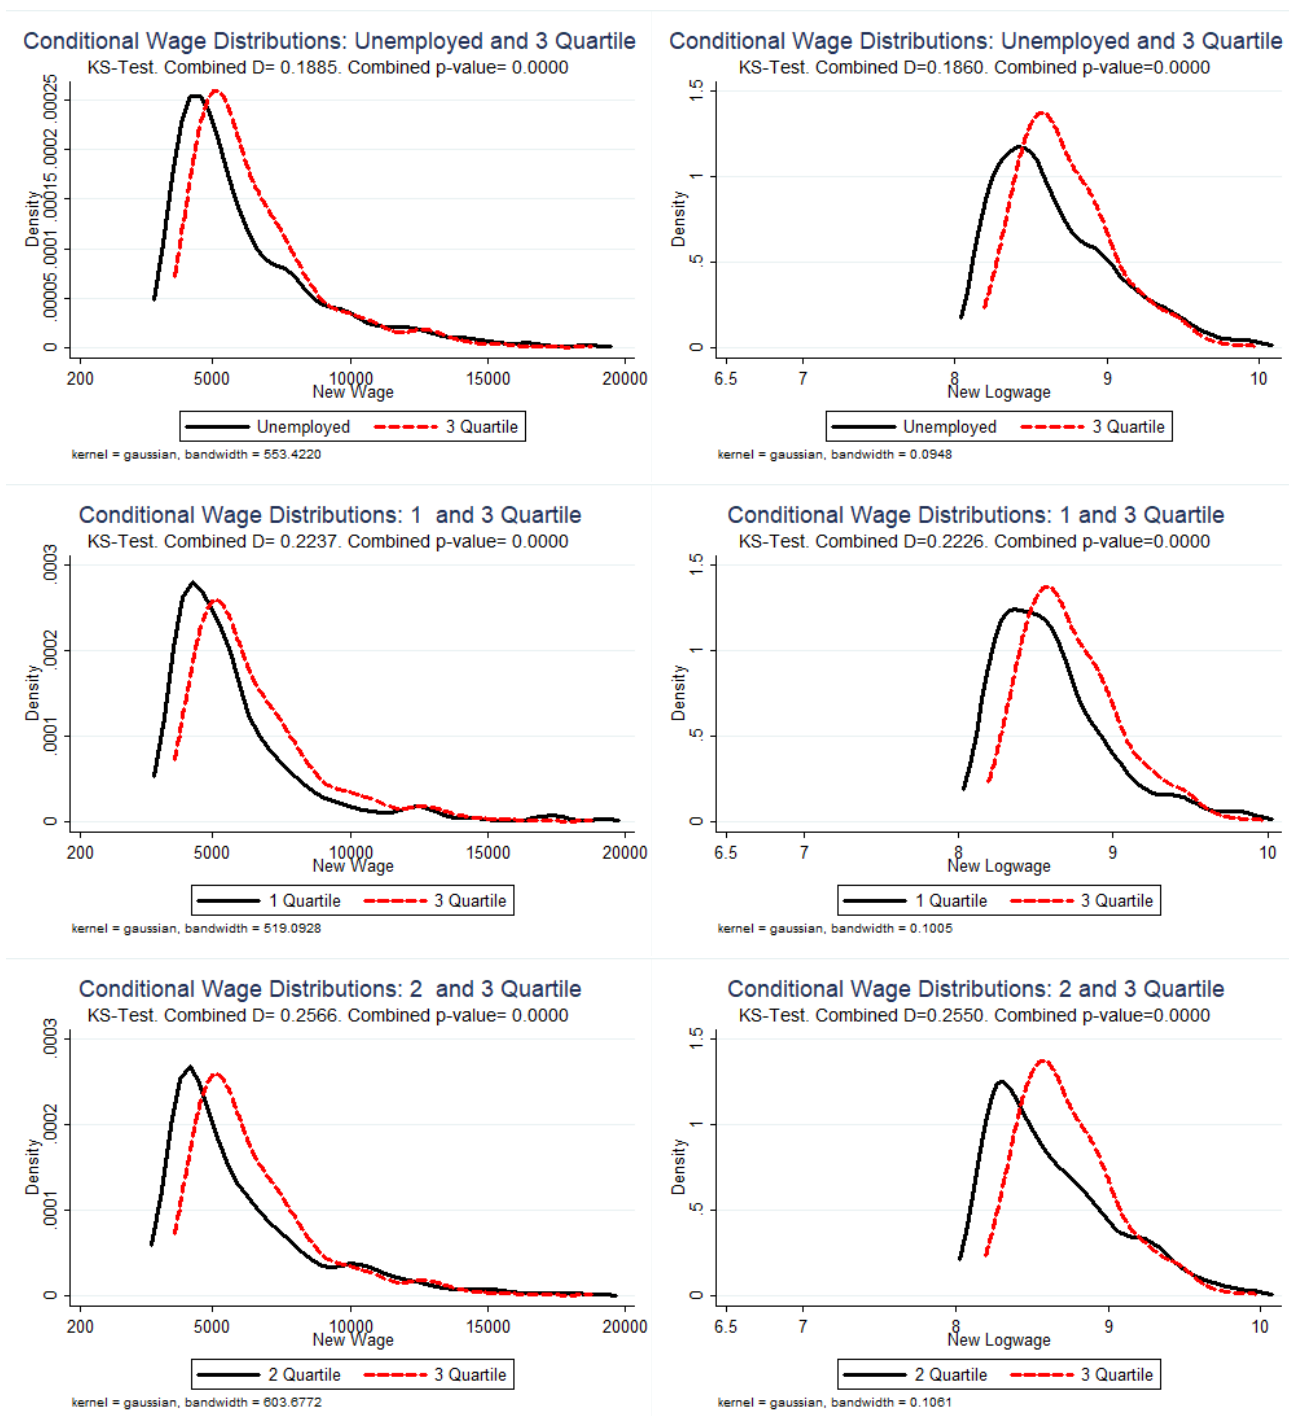 Conditional Wage Distributions: Unemployed and 3 Quartile
KS-Test. Combined D= 0.1885. Combined p-value= 0.0000
Density
0 .00005 .0001 .00015 .0002 .00025
200 5000 10000 15000 20000
New Wage
Unemployed 3 Quartile
kernel = gaussian, bandwidth = 553.4220
Conditional Wage Distributions: Unemployed and 3 Quartile
KS-Test. Combined D=0.1860. Combined p-value=0.0000
Density
0 .5 1 1.5
6.5 7 8 9 10
New Logwage
Unemployed 3 Quartile
kernel = gaussian, bandwidth = 0.0948
Conditional Wage Distributions: 1 and 3 Quartile
KS-Test. Combined D= 0.2237. Combined p-value= 0.0000
Density
0 .0001 .0002 .0003
200 5000 10000 15000 20000
New Wage
1 Quartile 3 Quartile
kernel = gaussian, bandwidth = 519.0928
Conditional Wage Distributions: 1 and 3 Quartile
KS-Test. Combined D=0.2226. Combined p-value=0.0000
Density
0 .5 1 1.5
6.5 7 8 9 10
New Logwage
1 Quartile 3 Quartile
kernel = gaussian, bandwidth = 0.1005
Conditional Wage Distributions: 2 and 3 Quartile
KS-Test. Combined D= 0.2566. Combined p-value= 0.0000
Density
0 .0001 .0002 .0003
200 5000 10000 15000 20000
New Wage
2 Quartile 3 Quartile
kernel = gaussian, bandwidth = 603.6772
Conditional Wage Distributions: 2 and 3 Quartile
KS-Test. Combined D=0.2550. Combined p-value=0.0000
Density
0 .5 1 1.5
6.5 7 8 9 10
New Logwage
2 Quartile 3 Quartile
kernel = gaussian, bandwidth = 0.1061